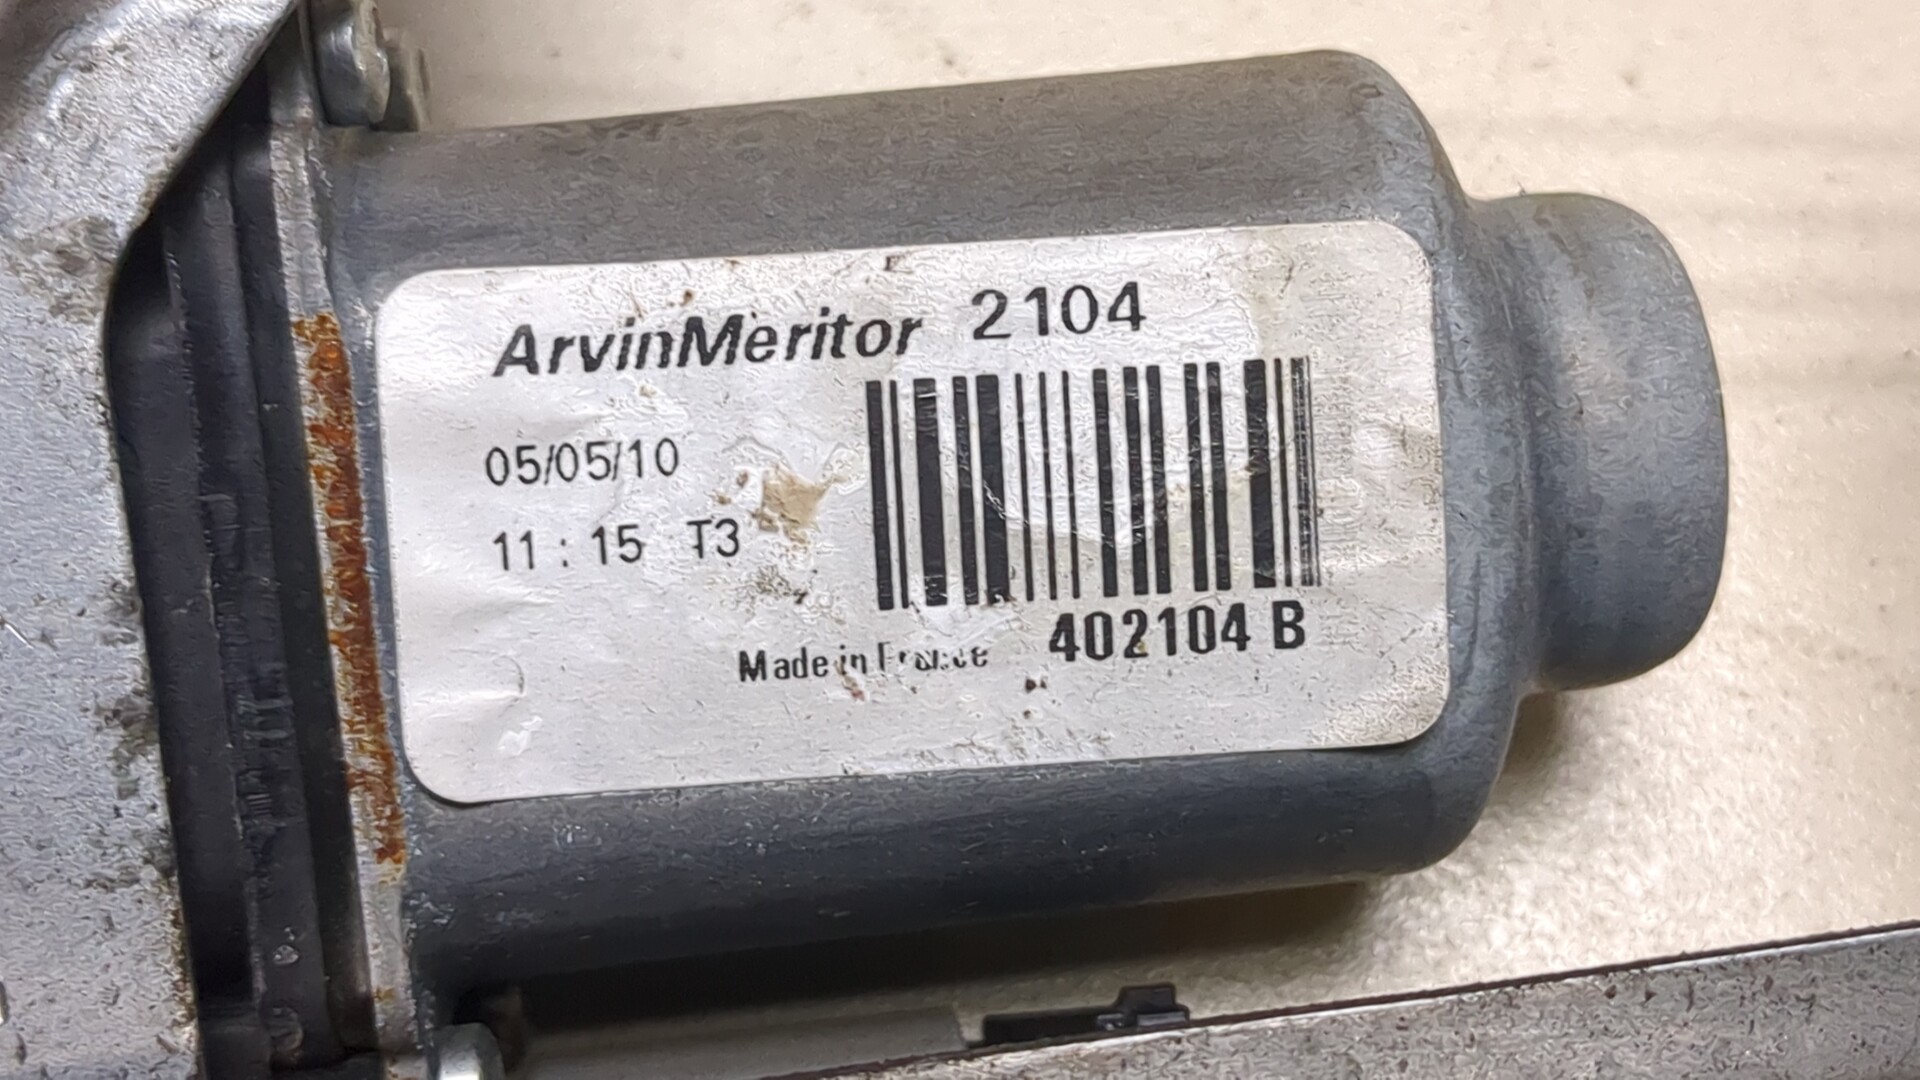 ArvinMeritor 2104
05/05/10
11 : 15 T3
402104 B
Made in France